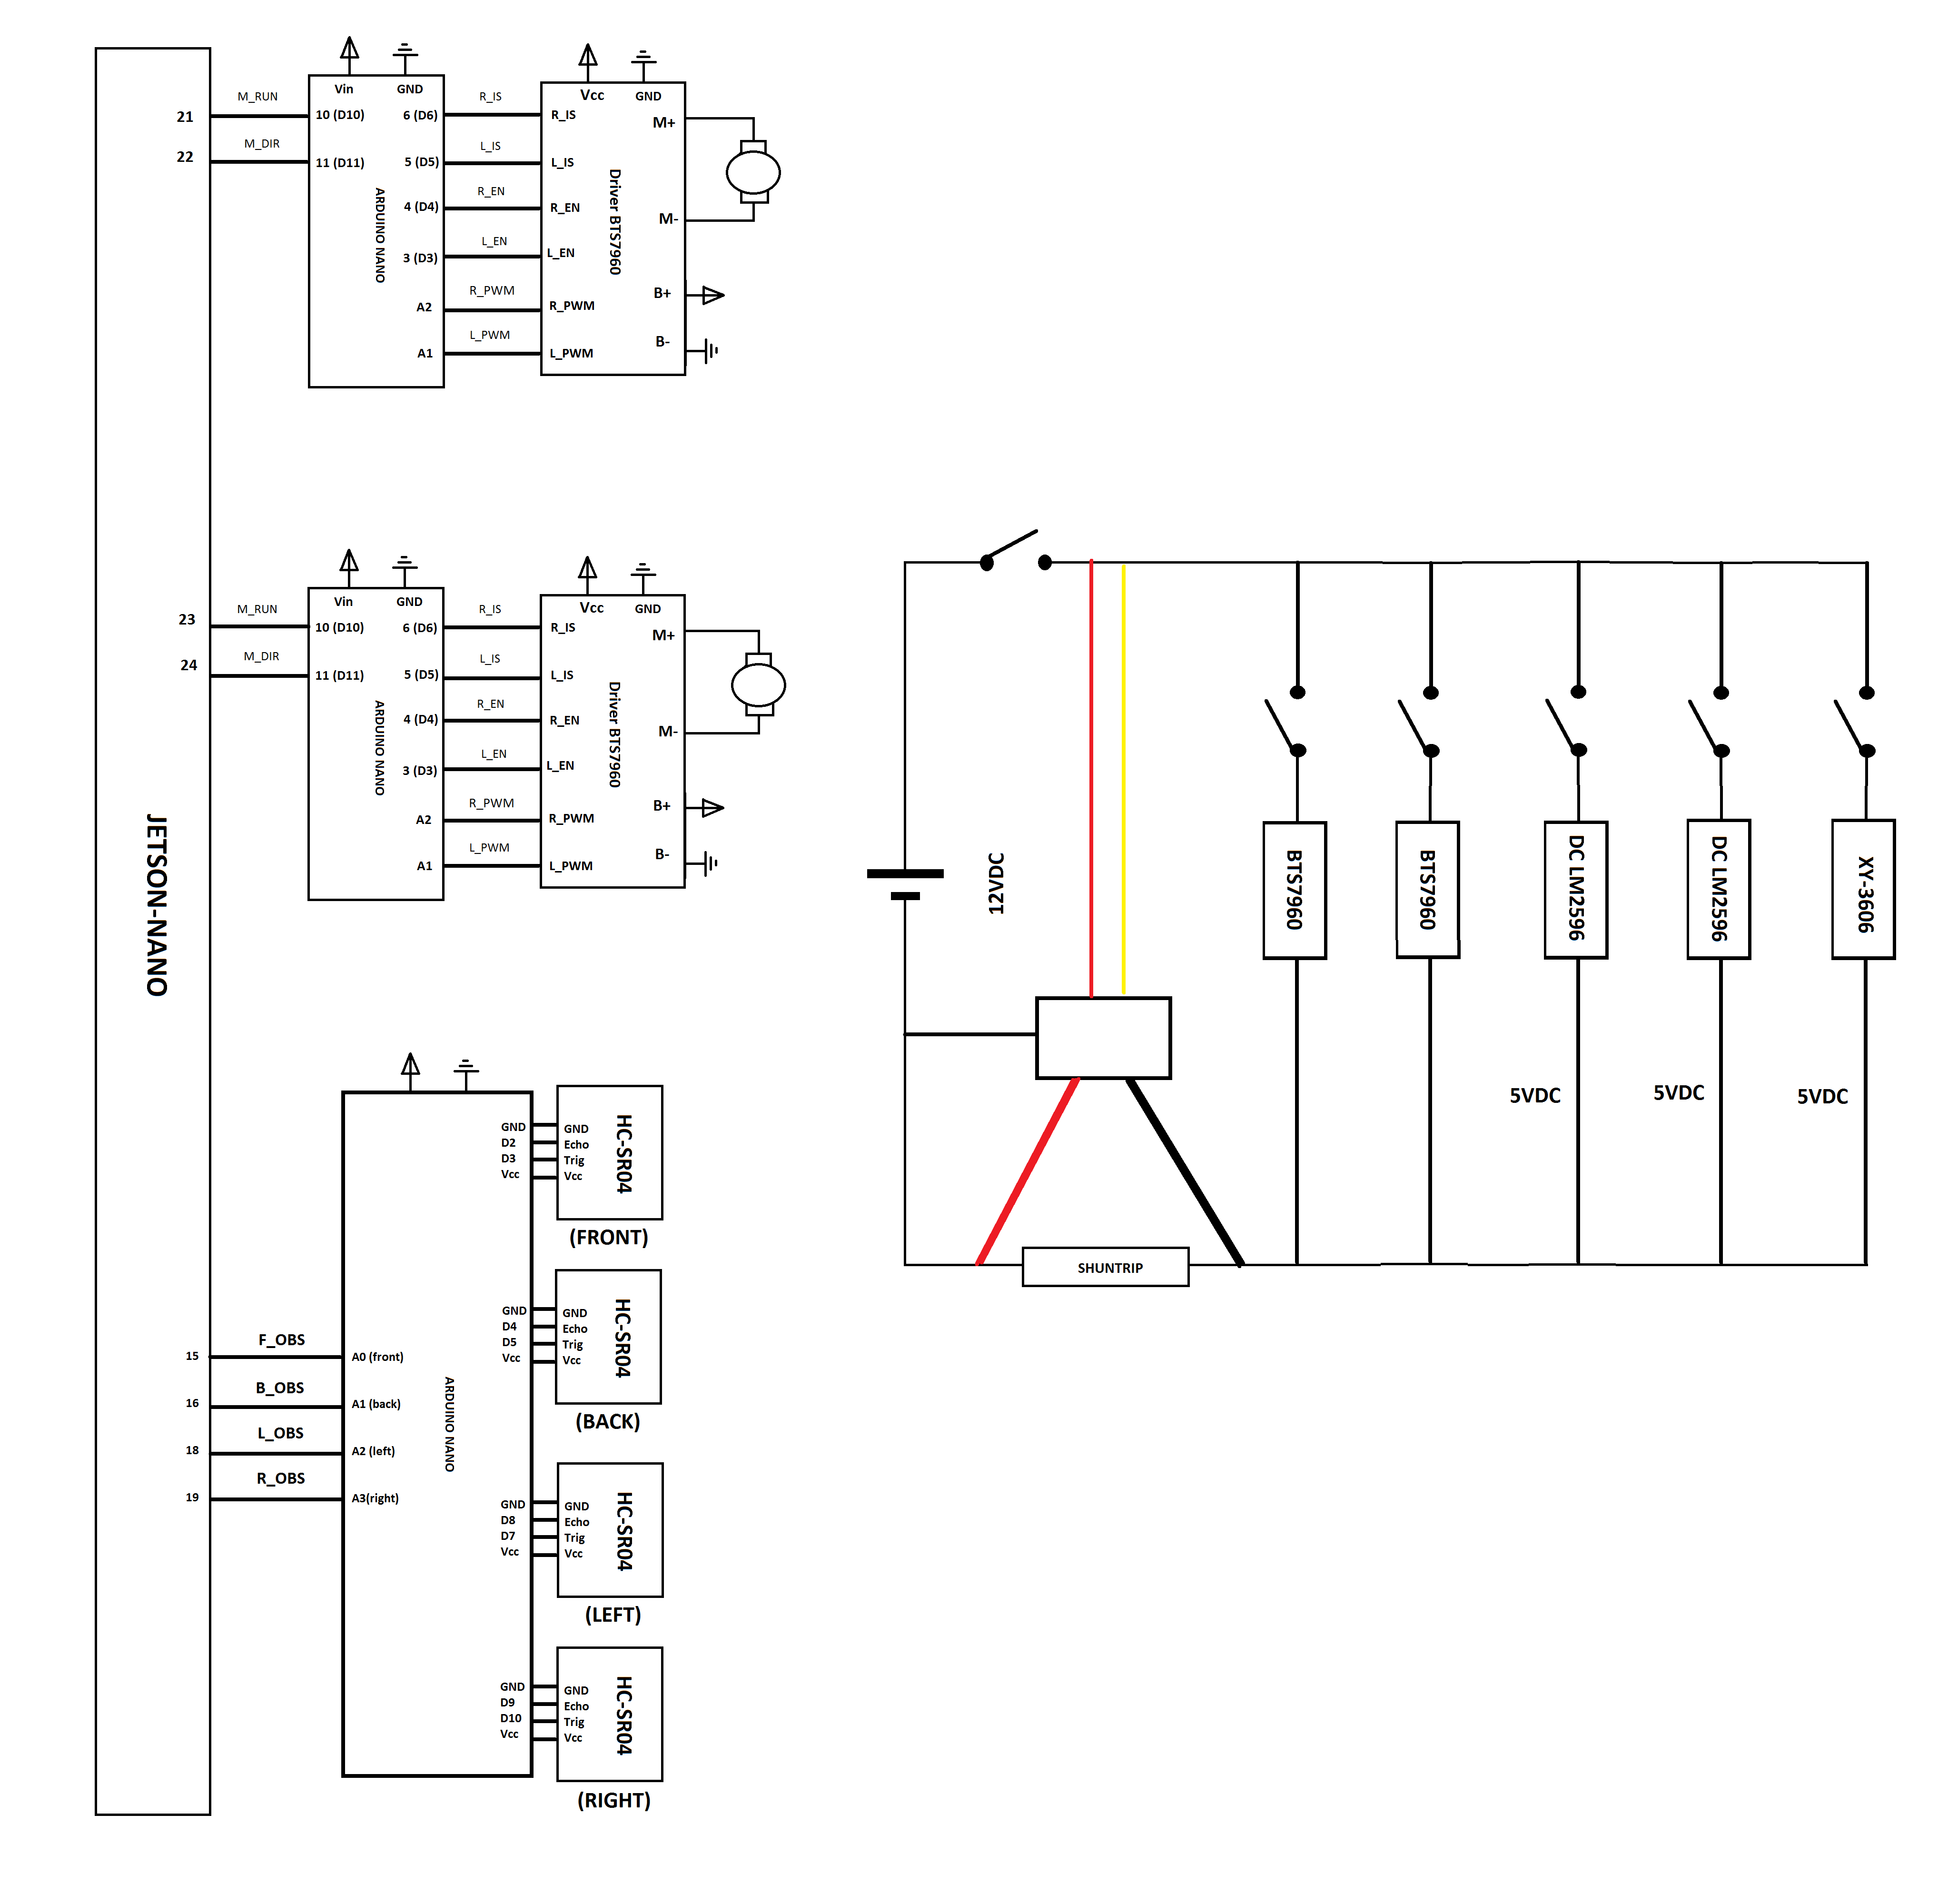 JETSON-NANO
21
22
M_RUN
M_DIR
Vin
GND
10 (D10)
11 (D11)
ARDUINO NANO
6 (D6)
5 (D5)
4 (D4)
3 (D3)
A2
A1
R_IS
L_IS
R_EN
L_EN
R_PWM
L_PWM
Vcc
GND
R_IS
L_IS
R_EN
L_EN
R_PWM
L_PWM
Driver BTS7960
M+
M-
B+
B-
23
24
M_RUN
M_DIR
Vin
GND
10 (D10)
11 (D11)
ARDUINO NANO
6 (D6)
5 (D5)
4 (D4)
3 (D3)
A2
A1
R_IS
L_IS
R_EN
L_EN
R_PWM
L_PWM
Vcc
GND
R_IS
L_IS
R_EN
L_EN
R_PWM
L_PWM
Driver BTS7960
M+
M-
B+
B-
15
16
18
19
F_OBS
B_OBS
L_OBS
R_OBS
A0 (front)
A1 (back)
A2 (left)
A3(right)
ARDUINO NANO
GND
D2
D3
Vcc
GND
Echo
Trig
Vcc
HC-SR04
(FRONT)
GND
D4
D5
Vcc
GND
Echo
Trig
Vcc
HC-SR04
(BACK)
GND
D8
D7
Vcc
GND
Echo
Trig
Vcc
HC-SR04
(LEFT)
GND
D9
D10
Vcc
GND
Echo
Trig
Vcc
HC-SR04
(RIGHT)
12VDC
BTS7960
BTS7960
DC LM2596
DC LM2596
XY-3606
5VDC
5VDC
5VDC
SHUNTRIP